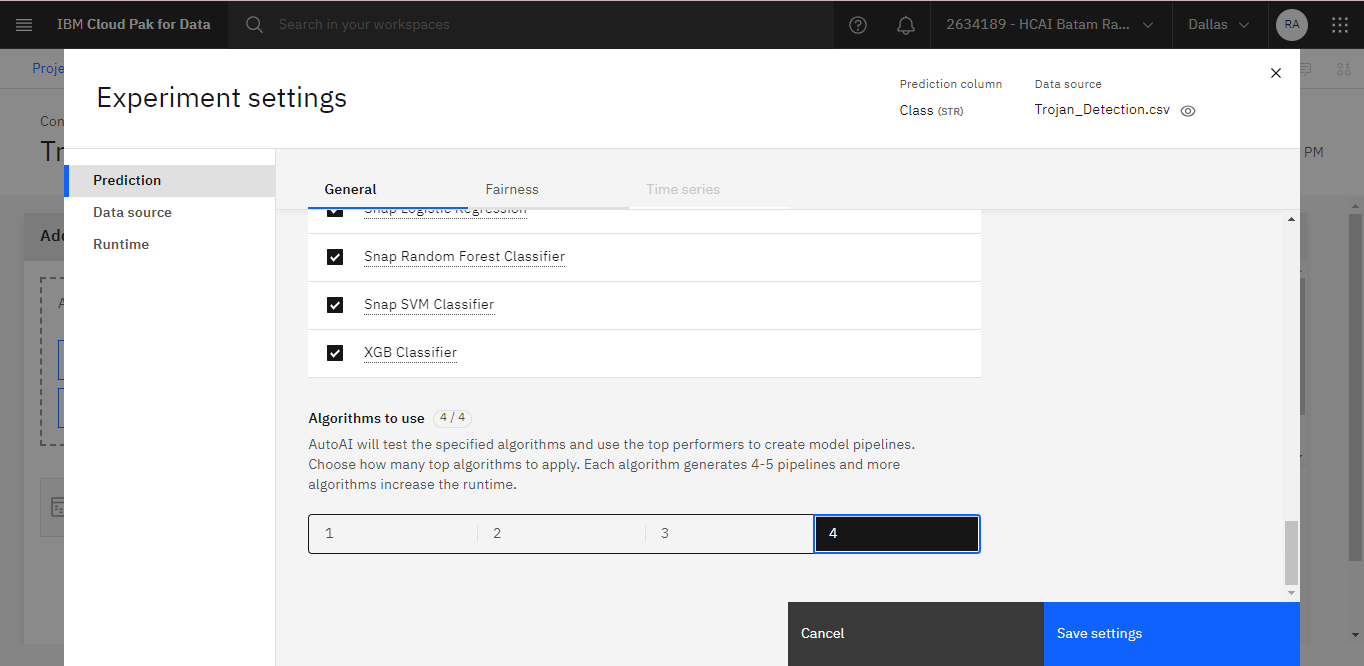 IBM Cloud Pak for Data
Search in your workspaces
2634189 - HCAI Batam Ra...
Dallas
RA
Proje
Experiment settings
Prediction column
Class (STR)
Data source
Trojan_Detection.csv
Con
Tr
PM
Prediction
Data source
Runtime
General
Fairness
Time series
Snap Logistic Regression
Snap Random Forest Classifier
Snap SVM Classifier
XGB Classifier
Algorithms to use 4 / 4
AutoAI will test the specified algorithms and use the top performers to create model pipelines.
Choose how many top algorithms to apply. Each algorithm generates 4-5 pipelines and more
algorithms increase the runtime.
1 2 3 4
Cancel
Save settings